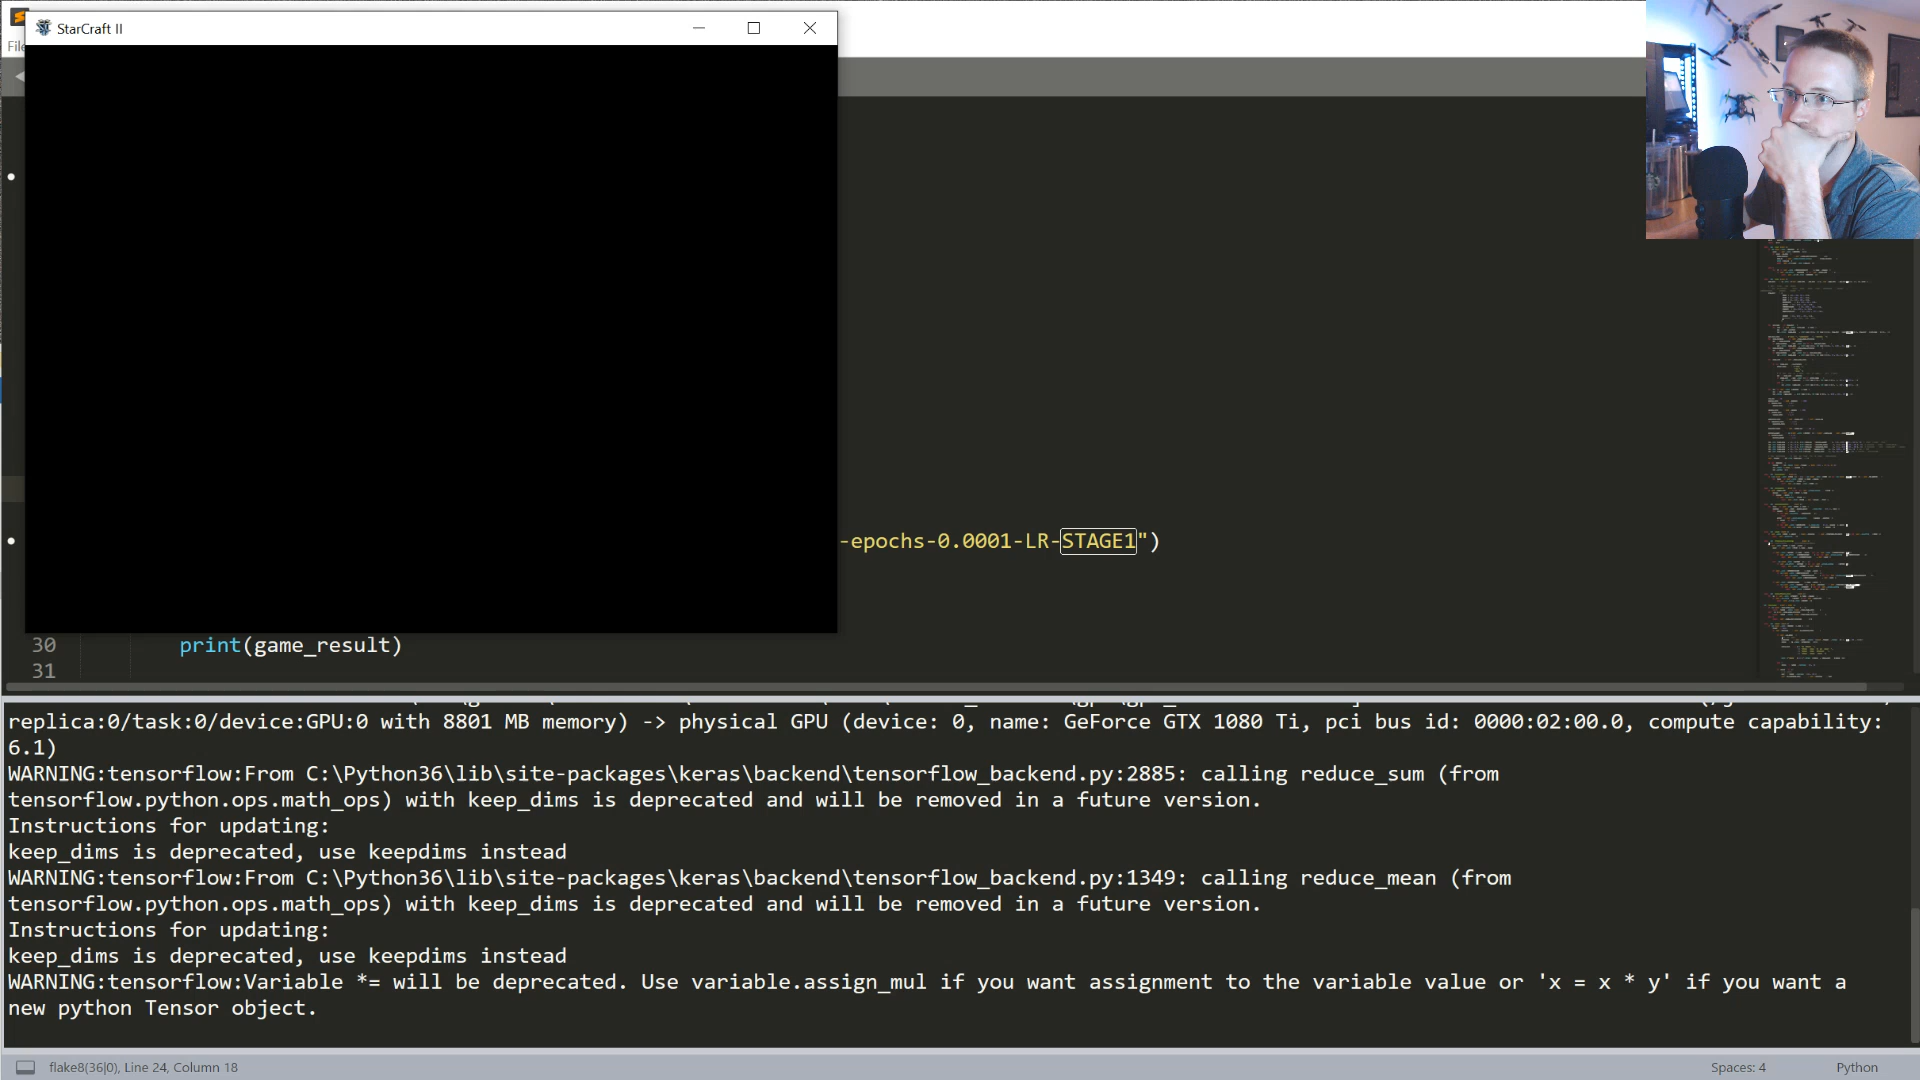 StarCraft II
File
-epochs-0.0001-LR-STAGE1")
30 print(game_result)
31
replica:0/task:0/device:GPU:0 with 8801 MB memory) -> physical GPU (device: 0, name: GeForce GTX 1080 Ti, pci bus id: 0000:02:00.0, compute capability:
6.1)
WARNING:tensorflow:From C:\Python36\lib\site-packages\keras\backend\tensorflow_backend.py:2885: calling reduce_sum (from
tensorflow.python.ops.math_ops) with keep_dims is deprecated and will be removed in a future version.
Instructions for updating:
keep_dims is deprecated, use keepdims instead
WARNING:tensorflow:From C:\Python36\lib\site-packages\keras\backend\tensorflow_backend.py:1349: calling reduce_mean (from
tensorflow.python.ops.math_ops) with keep_dims is deprecated and will be removed in a future version.
Instructions for updating:
keep_dims is deprecated, use keepdims instead
WARNING:tensorflow:Variable *= will be deprecated. Use variable.assign_mul if you want assignment to the variable value or 'x = x * y' if you want a
new python Tensor object.
flake8(36|0), Line 24, Column 18
Spaces: 4
Python